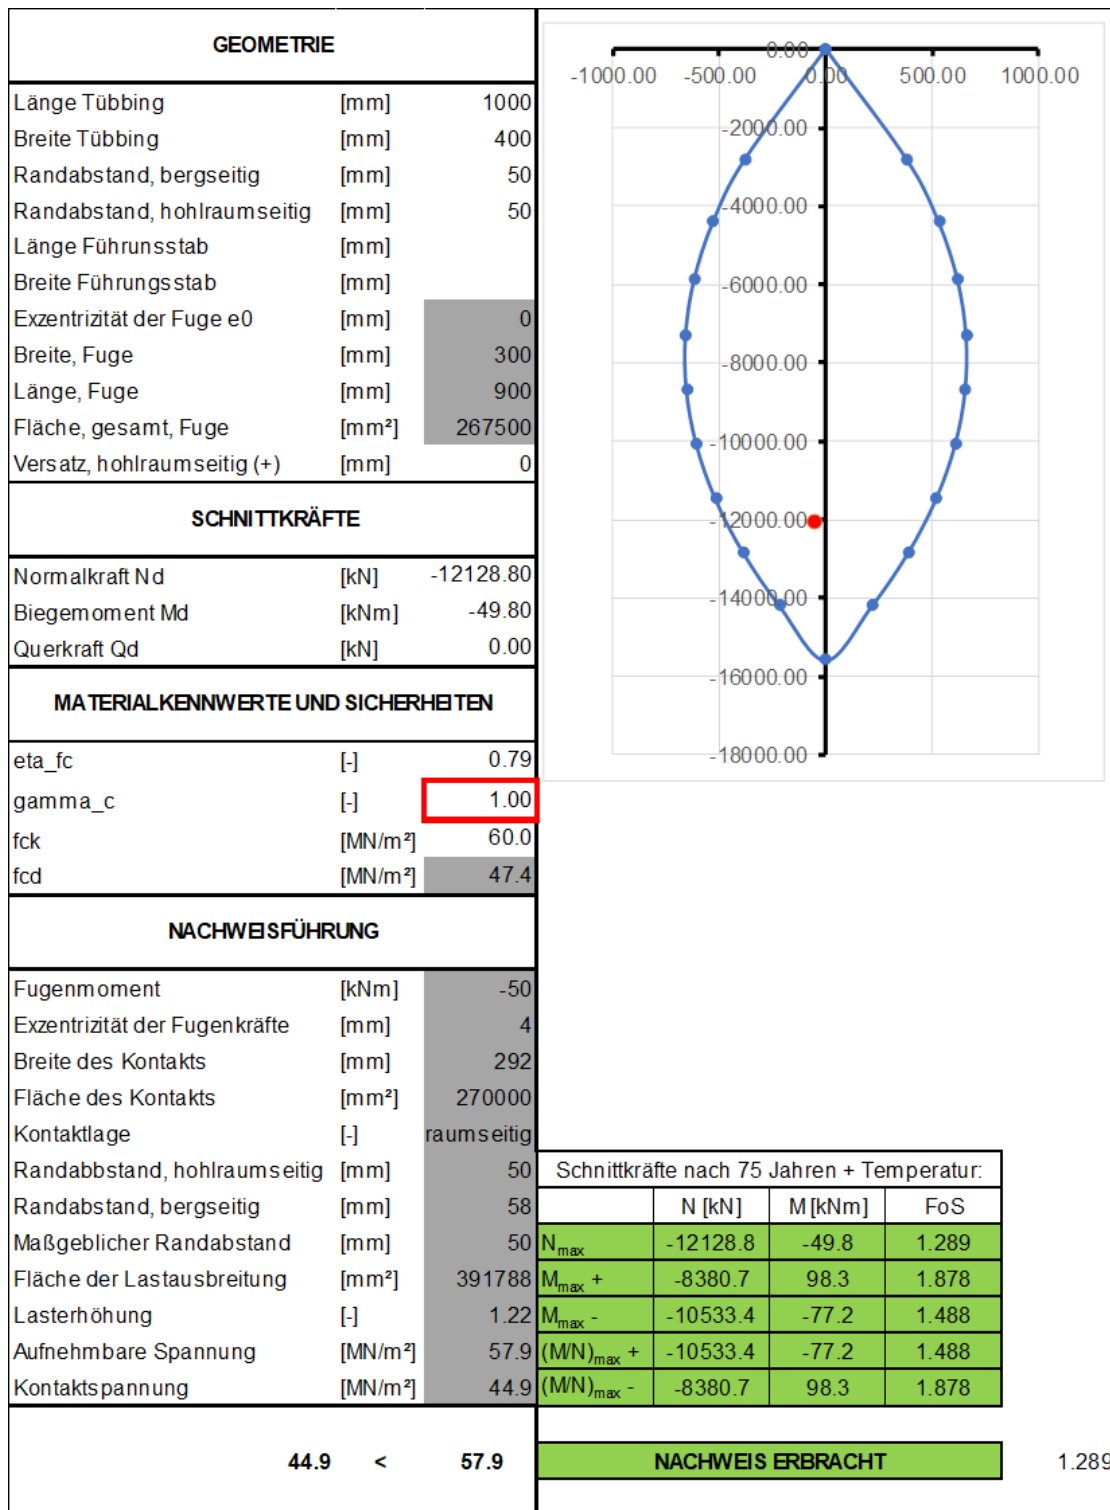 GEOMETRIE
Länge Tübbing [mm] 1000
Breite Tübbing [mm] 400
Randabstand, bergseitig [mm] 50
Randabstand, hohlraumseitig [mm] 50
Länge Führunsstab [mm]
Breite Führungsstab [mm]
Exzentrizität der Fuge e0 [mm] 0
Breite, Fuge [mm] 300
Länge, Fuge [mm] 900
Fläche, gesamt, Fuge [mm²] 267500
Versatz, hohlraumseitig (+) [mm] 0
SCHNITTKRÄFTE
Normalkraft Nd [kN] -12128.80
Biegemoment Md [kNm] -49.80
Querkraft Qd [kN] 0.00
MATERIALKENNWERTE UND SICHERHEITEN
eta_fc [-] 0.79
gamma_c [-] 1.00
fck [MN/m²] 60.0
fcd [MN/m²] 47.4
NACHWEISFÜHRUNG
Fugenmoment [kNm] -50
Exzentrizität der Fugenkräfte [mm] 4
Breite des Kontakts [mm] 292
Fläche des Kontakts [mm²] 270000
Kontaktlage [-] raumseitig
Randabbstand, hohlraumseitig [mm] 50
Randabstand, bergseitig [mm] 58
Maßgeblicher Randabstand [mm] 50
Fläche der Lastausbreitung [mm²] 391788
Lasterhöhung [-] 1.22
Aufnehmbare Spannung [MN/m²] 57.9
Kontaktspannung [MN/m²] 44.9
44.9 < 57.9
0.00
-1000.00 -500.00 0.00 500.00 1000.00
-2000.00
-4000.00
-6000.00
-8000.00
-10000.00
-12000.00
-14000.00
-16000.00
-18000.00
Schnittkräfte nach 75 Jahren + Temperatur:
N [kN] M [kNm] FoS
Nmax -12128.8 -49.8 1.289
Mmax + -8380.7 98.3 1.878
Mmax - -10533.4 -77.2 1.488
(M/N)max + -10533.4 -77.2 1.488
(M/N)max - -8380.7 98.3 1.878
NACHWEIS ERBRACHT 1.289